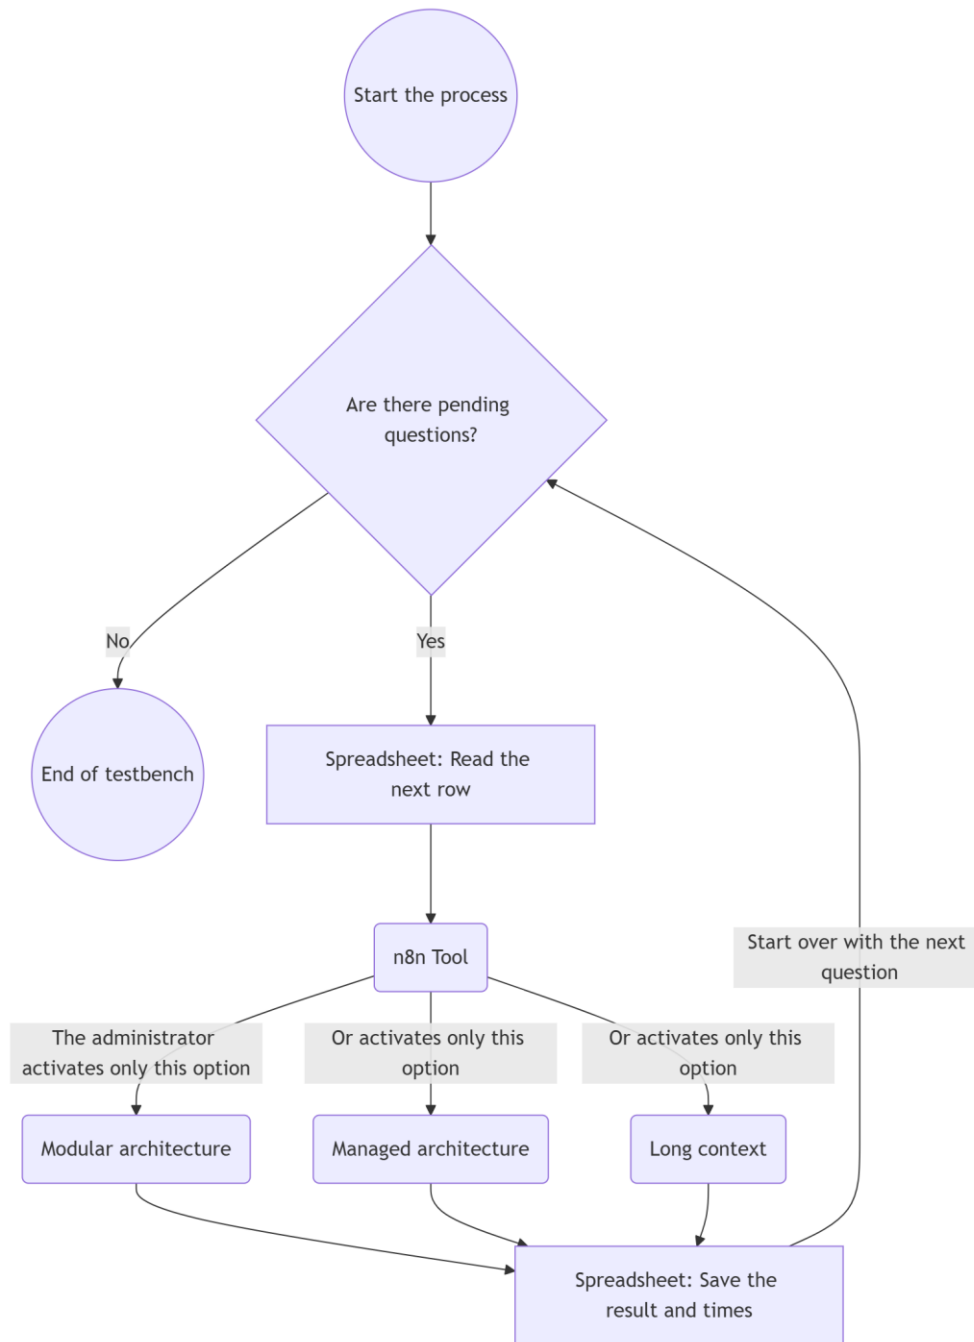 Start the process
Are there pending
questions?
No
Yes
Spreadsheet: Read the
next row
End of testbench
n8n Tool
Start over with the next
question
The administrator
activates only this option
Or activates only this
option
Or activates only this
option
Modular architecture
Managed architecture
Long context
Spreadsheet: Save the
result and times